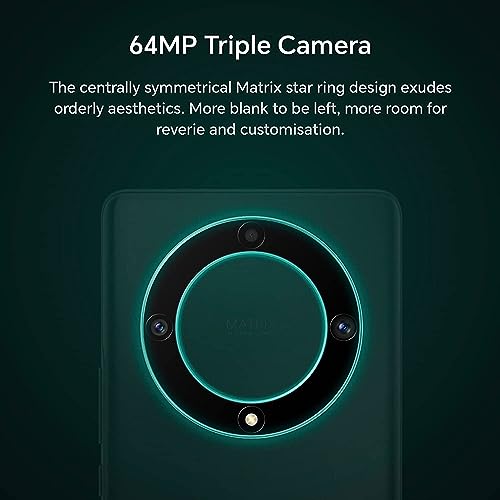 64MP Triple Camera
The centrally symmetrical Matrix star ring design exudes
orderly aesthetics. More blank to be left, more room for
reverie and customisation.